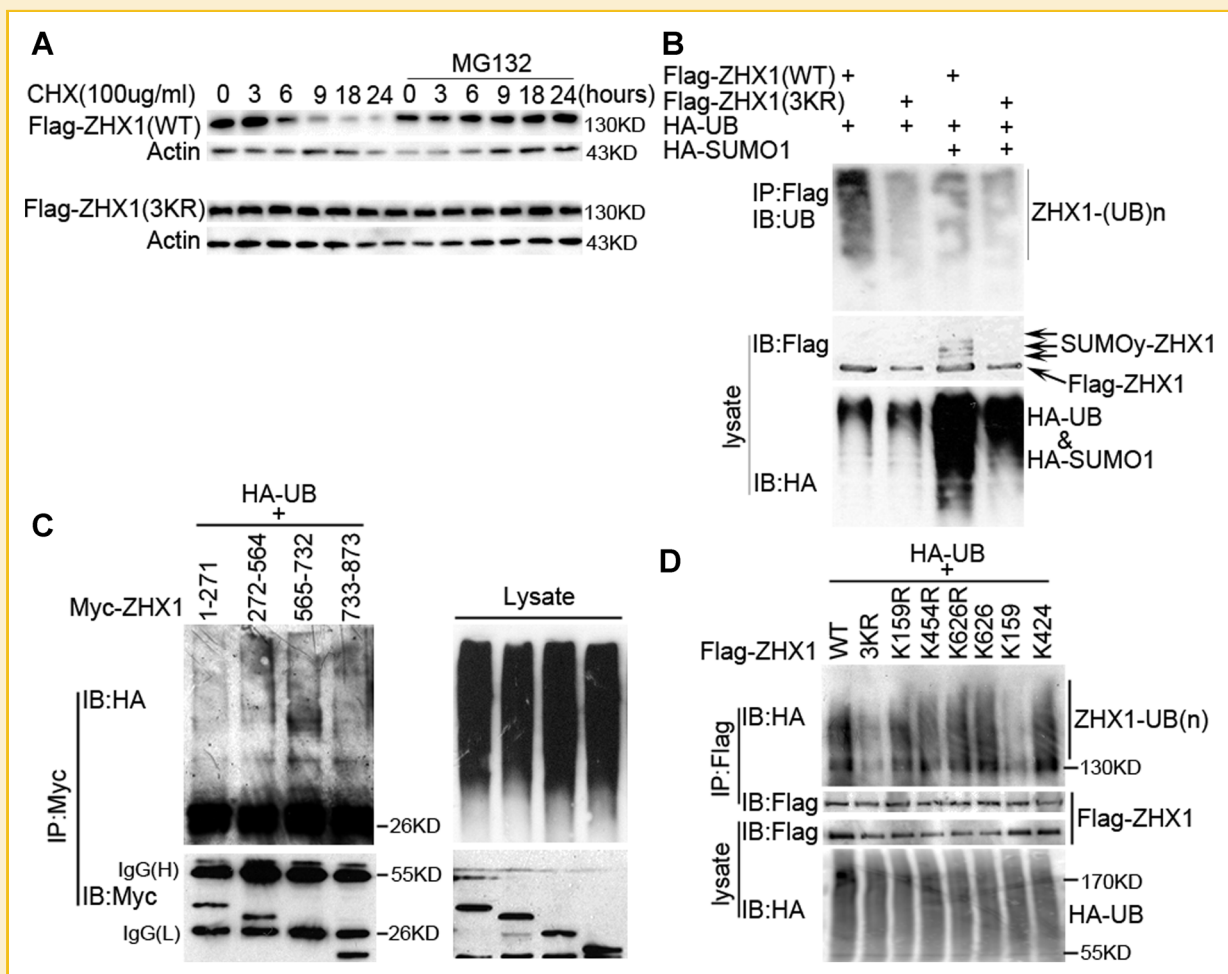 A
MG132
CHX(100ug/ml) 0 3 6 9 18 24 0 3 6 9 18 24 (hours)
Flag-ZHX1(WT) 130KD
Actin 43KD
Flag-ZHX1(3KR) 130KD
Actin 43KD
B
Flag-ZHX1(WT) + +
Flag-ZHX1(3KR) + +
HA-UB + + + +
HA-SUMO1 + +
IP:Flag
IB:UB
ZHX1-(UB)n
lysate
IB:Flag
SUMOy-ZHX1
Flag-ZHX1
HA-UB
&
HA-SUMO1
IB:HA
C
HA-UB
+
Myc-ZHX1 1-271 272-564 565-732 733-873
Lysate
IP:Myc
IB:HA
-26KD
IgG(H) -55KD
IB:Myc
IgG(L) -26KD
D
HA-UB
+
Flag-ZHX1 WT 3KR K159R K454R K626R K626 K159 K424
IP:Flag
IB:HA
ZHX1-UB(n)
-130KD
IB:Flag
Flag-ZHX1
lysate
IB:Flag
-170KD
IB:HA HA-UB
-55KD